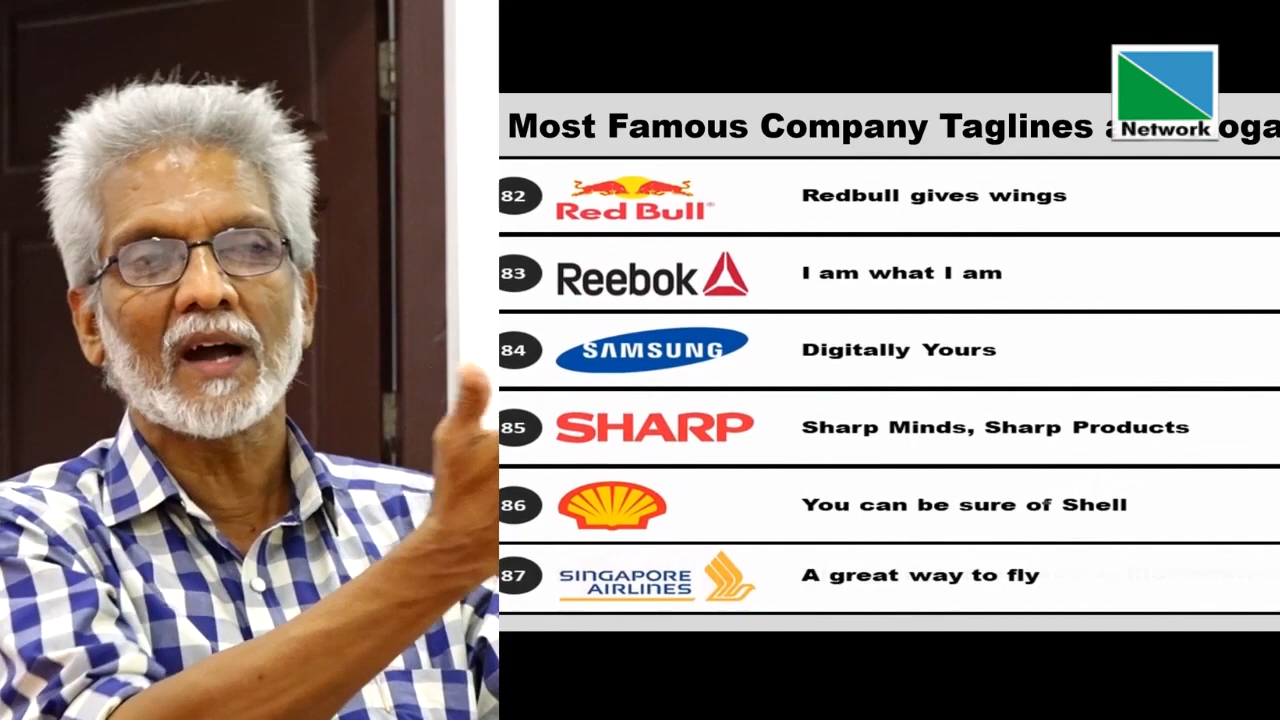 Network
Most Famous Company Taglines a oga
82 Red Bull Redbull gives wings
83 Reebok I am what I am
84 SAMSUNG Digitally Yours
85 SHARP Sharp Minds, Sharp Products
86 You can be sure of Shell
87 SINGAPORE AIRLINES A great way to fly